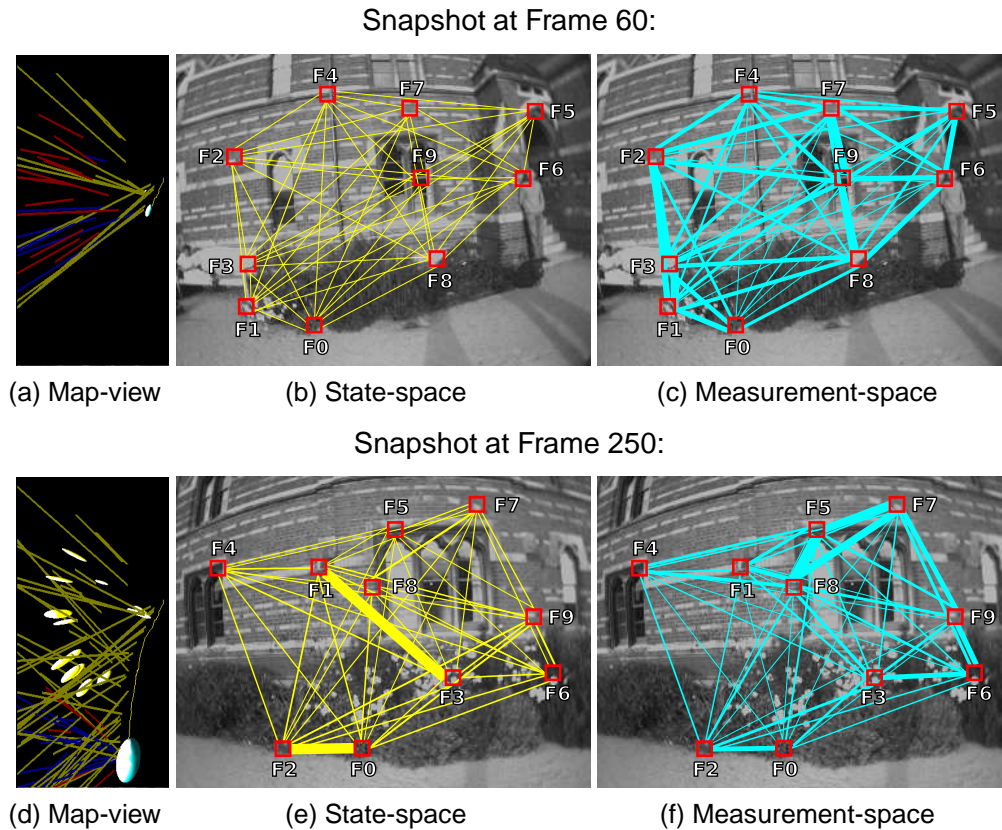 Snapshot at Frame 60:
F4 F7 F5 F2 F9 F6 F3 F8 F1 F0
F4 F7 F5 F2 F9 F6 F3 F8 F1 F0
(a) Map-view (b) State-space (c) Measurement-space
Snapshot at Frame 250:
F5 F7 F4 F1 F8 F9 F3 F6 F2 F0
F5 F7 F4 F1 F8 F9 F3 F6 F2 F0
(d) Map-view (e) State-space (f) Measurement-space